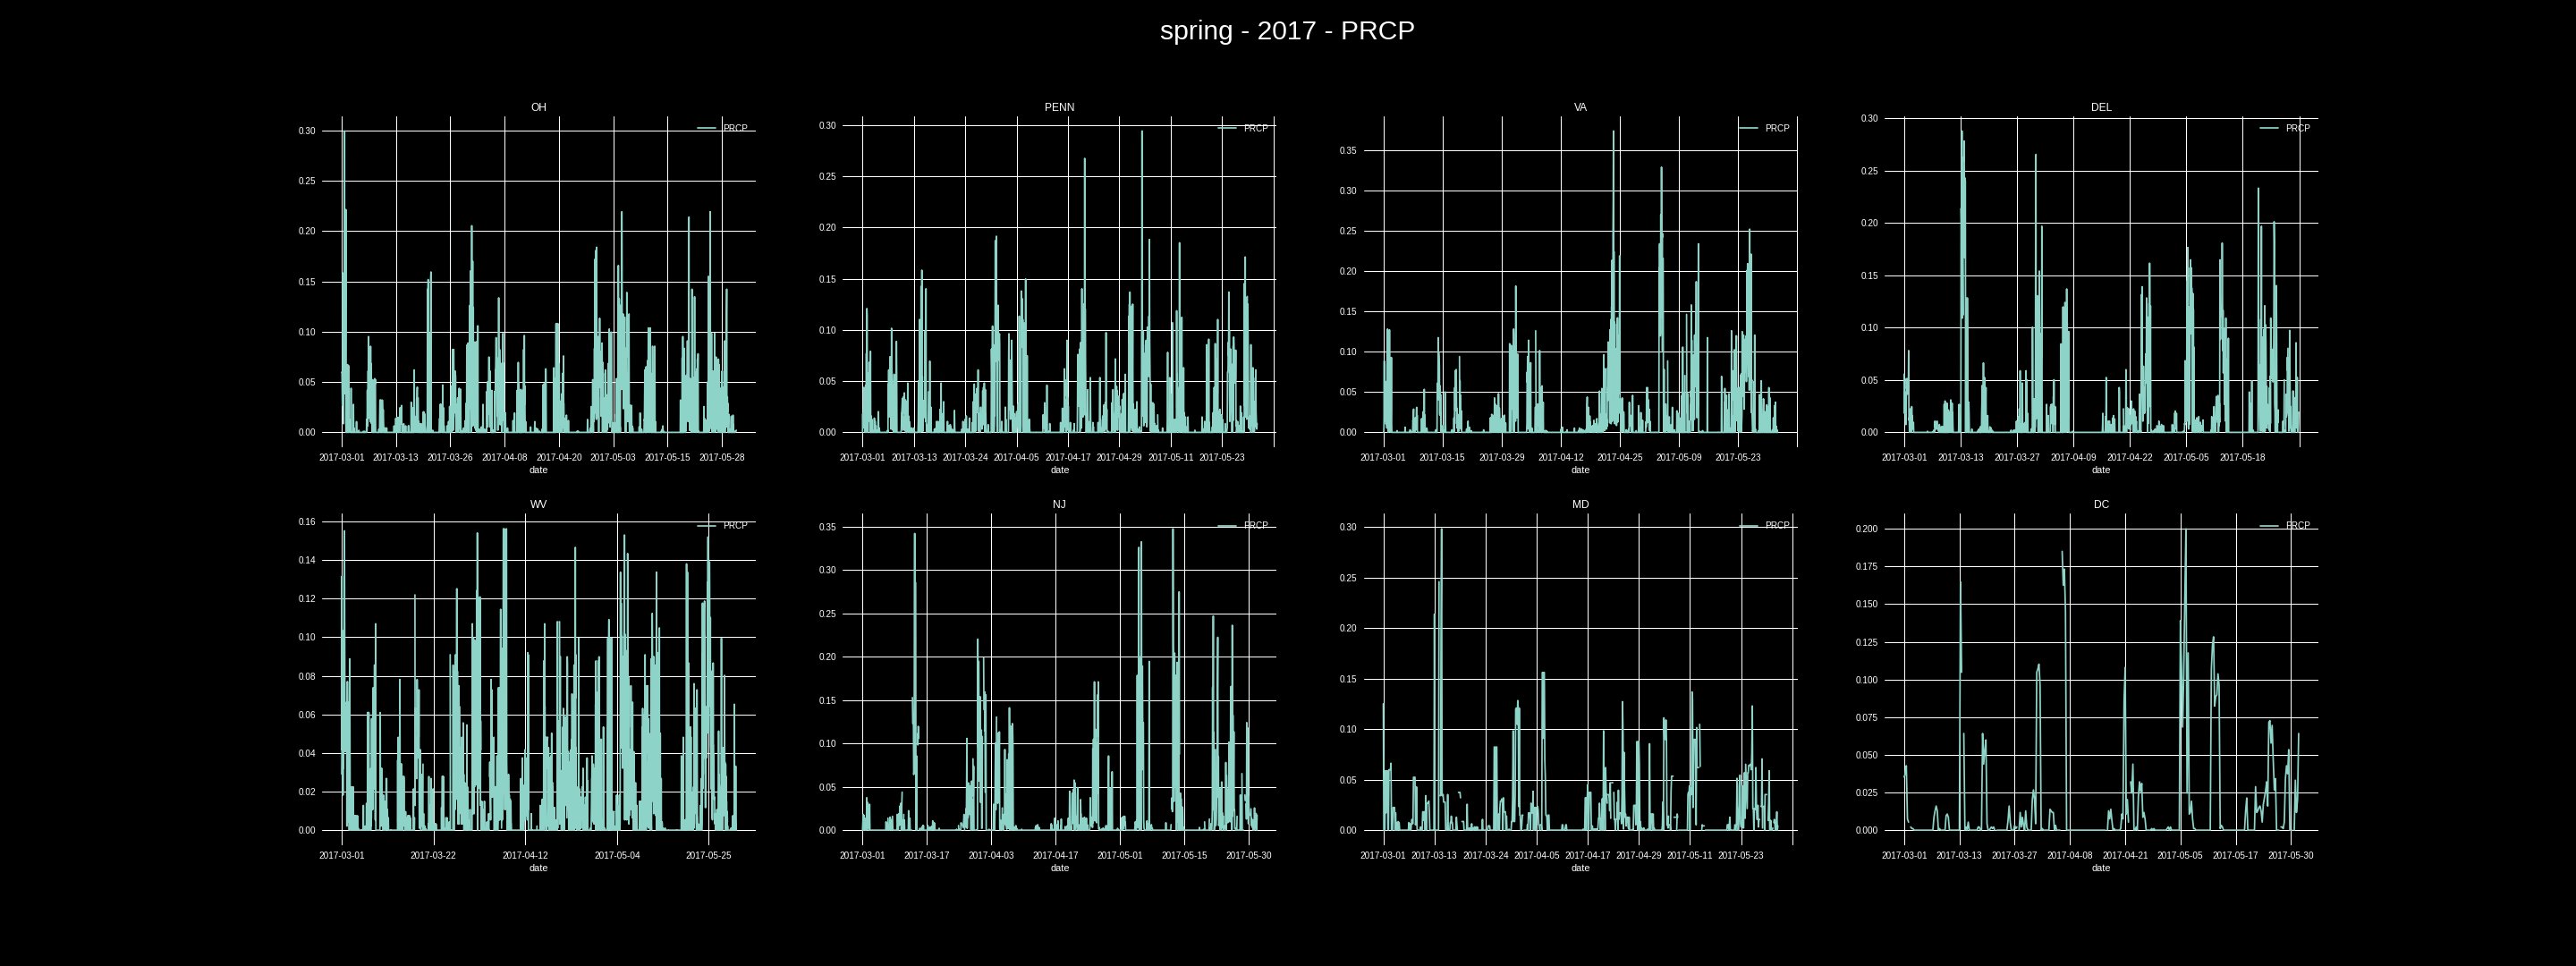 spring - 2017 - PRCP
OH
PRCP
0.30
0.25
0.20
0.15
0.10
0.05
0.00
2017-03-01 2017-03-13 2017-03-26 2017-04-08 2017-04-20 2017-05-03 2017-05-15 2017-05-28
date
PENN
PRCP
0.30
0.25
0.20
0.15
0.10
0.05
0.00
2017-03-01 2017-03-13 2017-03-24 2017-04-05 2017-04-17 2017-04-29 2017-05-11 2017-05-23
date
VA
PRCP
0.35
0.30
0.25
0.20
0.15
0.10
0.05
0.00
2017-03-01 2017-03-15 2017-03-29 2017-04-12 2017-04-25 2017-05-09 2017-05-23
date
DEL
PRCP
0.30
0.25
0.20
0.15
0.10
0.05
0.00
2017-03-01 2017-03-13 2017-03-27 2017-04-09 2017-04-22 2017-05-05 2017-05-18
date
WV
PRCP
0.16
0.14
0.12
0.10
0.08
0.06
0.04
0.02
0.00
2017-03-01 2017-03-22 2017-04-12 2017-05-04 2017-05-25
date
NJ
PRCP
0.35
0.30
0.25
0.20
0.15
0.10
0.05
0.00
2017-03-01 2017-03-17 2017-04-03 2017-04-17 2017-05-01 2017-05-15 2017-05-30
date
MD
PRCP
0.30
0.25
0.20
0.15
0.10
0.05
0.00
2017-03-01 2017-03-13 2017-03-24 2017-04-05 2017-04-17 2017-04-29 2017-05-11 2017-05-23
date
DC
PRCP
0.200
0.175
0.150
0.125
0.100
0.075
0.050
0.025
0.000
2017-03-01 2017-03-13 2017-03-27 2017-04-08 2017-04-21 2017-05-05 2017-05-17 2017-05-30
date